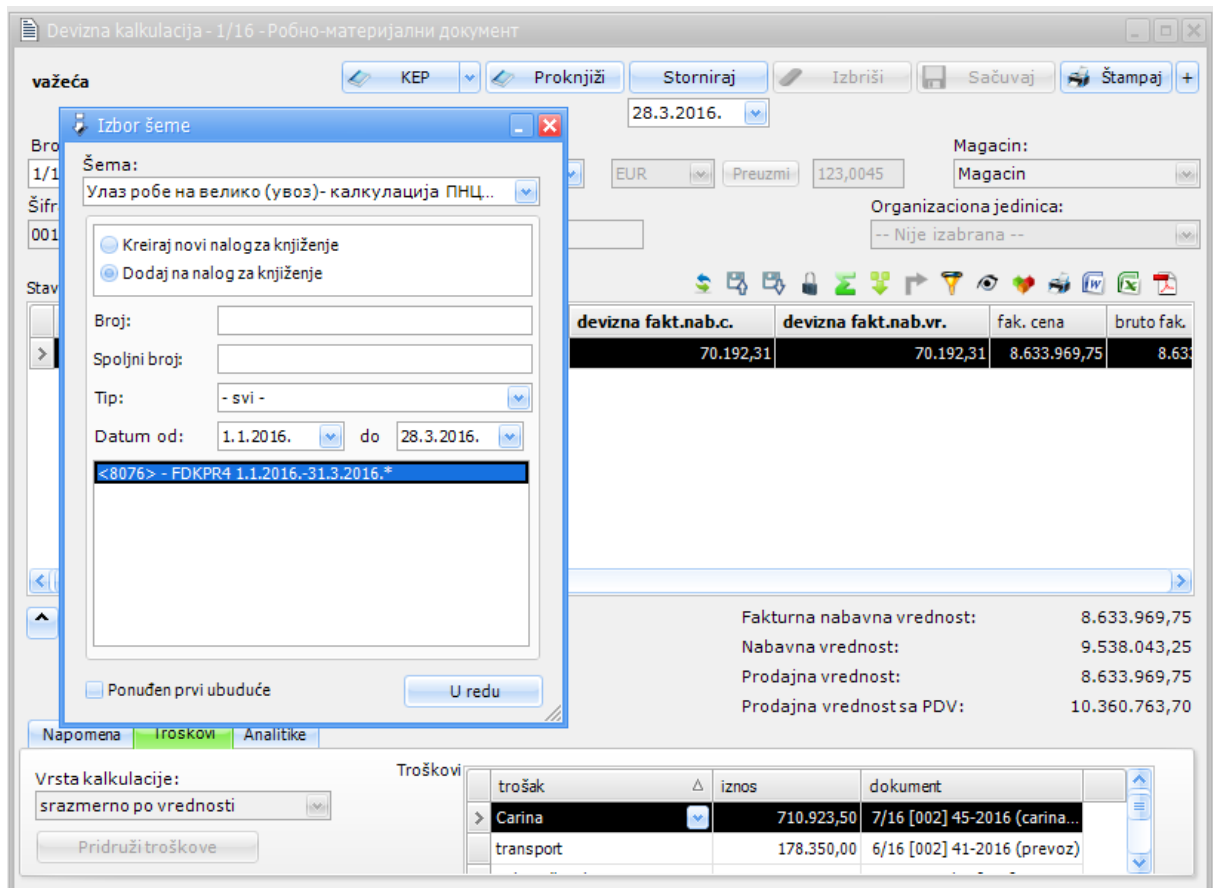 Devizna kalkulacija - 1/16 - Робно-материјални документ
važeća
KEP
Proknjiži
Storniraj
Izbriši
Sačuvaj
Štampaj
+
28.3.2016.
Izbor šeme
Magacin:
1/1
EUR
Preuzmi
123,0045
Magacin
Šema:
Улаз робе на велико (увоз)- калкулација ПНЦ...
Organizaciona jedinica:
001
-- Nije izabrana --
Kreiraj novi nalog za knjiženje
Dodaj na nalog za knjiženje
Broj:
Spoljni broj:
Tip:
- svi -
Datum od:
1.1.2016.
do
28.3.2016.
<8076> - FDKPR4 1.1.2016.-31.3.2016.*
devizna fakt.nab.c.
devizna fakt.nab.vr.
fak. cena
bruto fak.
70.192,31
70.192,31
8.633.969,75
8.633
Fakturna nabavna vrednost:
8.633.969,75
Nabavna vrednost:
9.538.043,25
Prodajna vrednost:
8.633.969,75
Prodajna vrednost sa PDV:
10.360.763,70
Ponuđen prvi ubuduće
U redu
Napomena
Troškovi
Analitike
Vrsta kalkulacije:
srazmerno po vrednosti
Pridruži troškove
Troškovi
trošak
iznos
dokument
Carina
710.923,50
7/16 [002] 45-2016 (carina...
transport
178.350,00
6/16 [002] 41-2016 (prevoz)